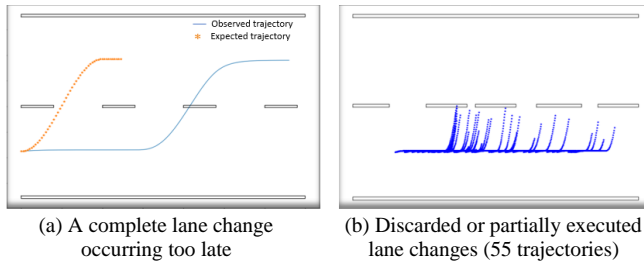 Observed trajectory
Expected trajectory
(a) A complete lane change
occurring too late
(b) Discarded or partially executed
lane changes (55 trajectories)